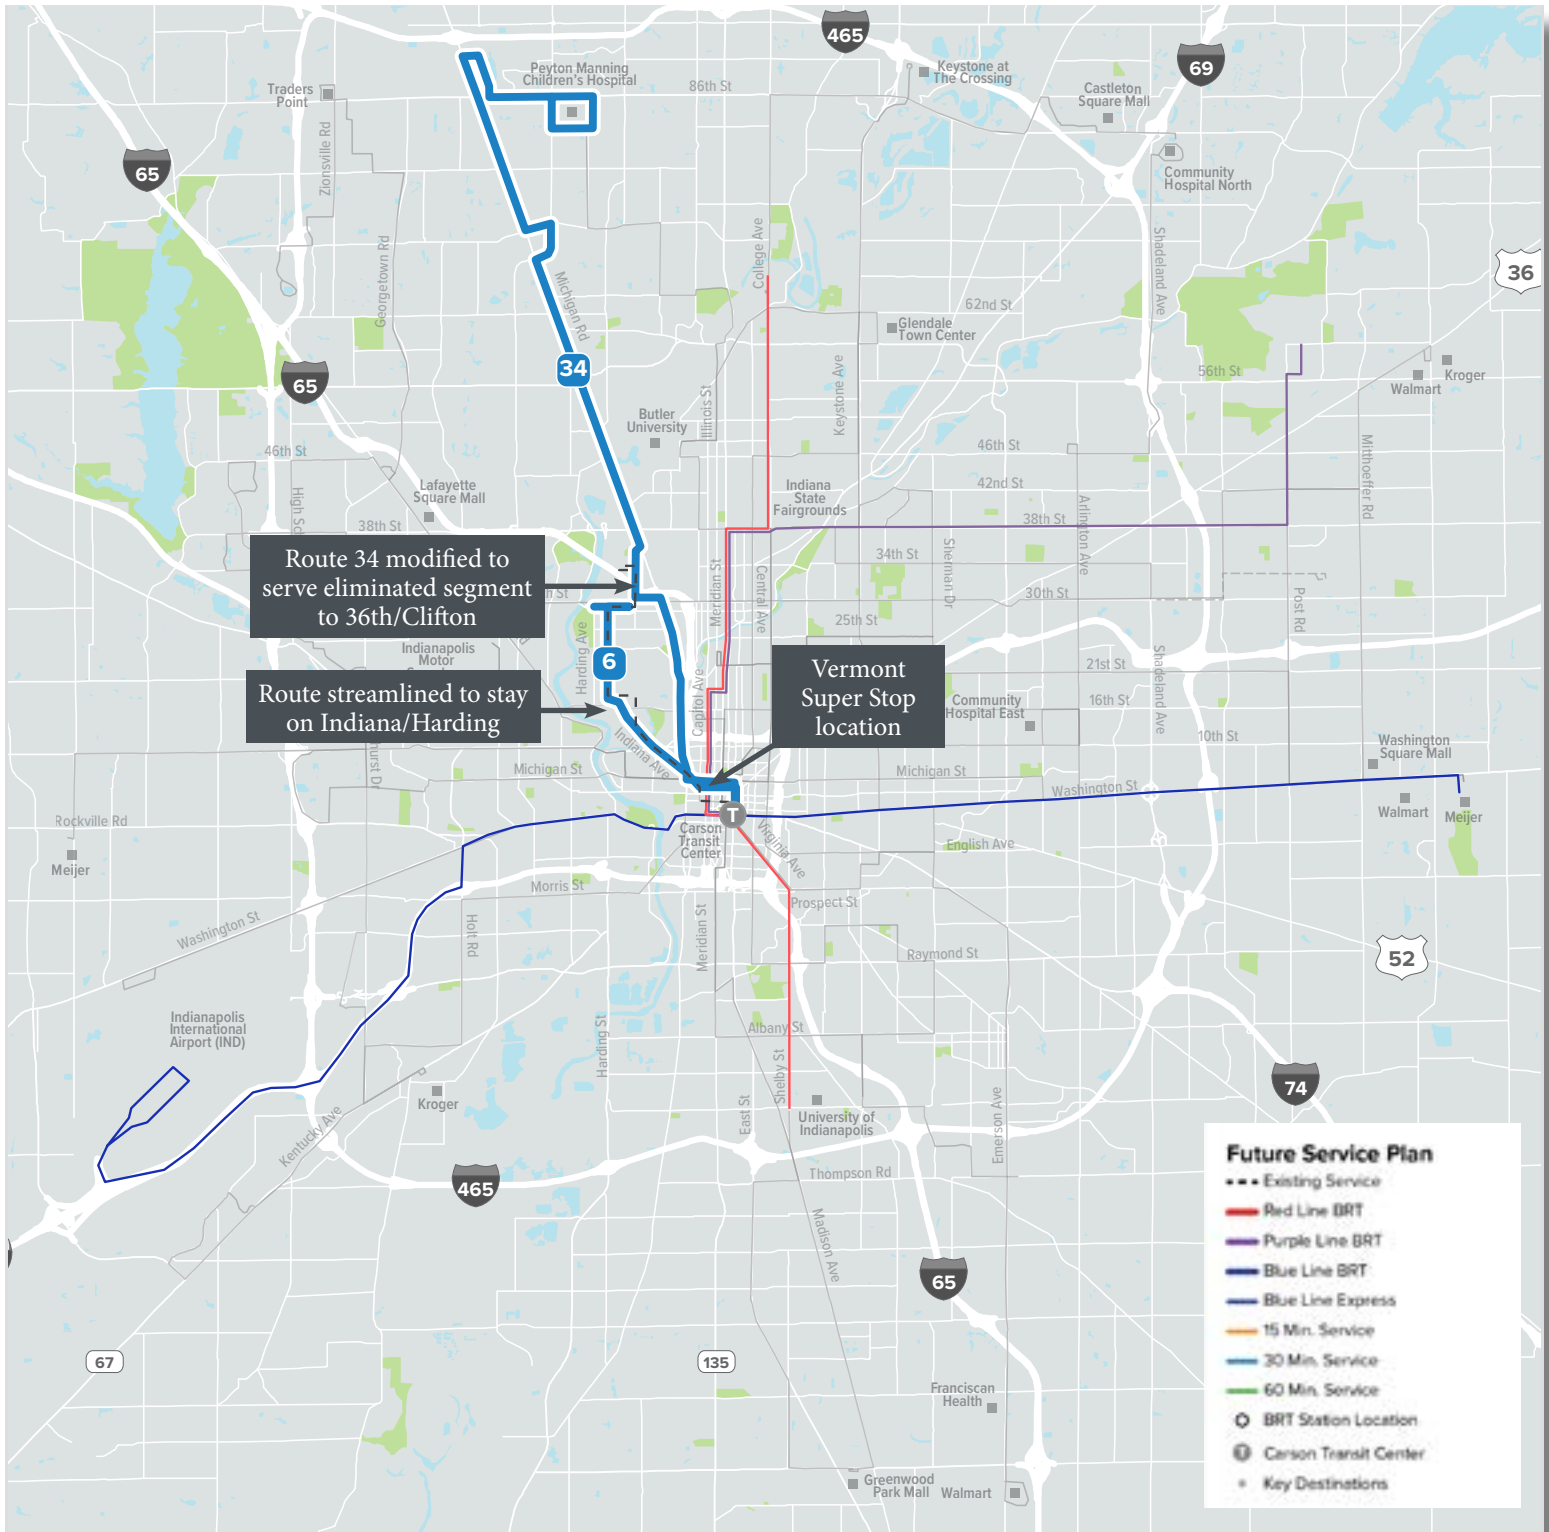 465
69
Peyton Manning
Children's Hospital
86th St
Keystone at
The Crossing
Castleton
Square Mall
Traders
Point
Zionsville Rd
65
Community
Hospital North
College Ave
Shadeland Ave
36
Georgetown Rd
Michigan Rd
62nd St
Glendale
Town Center
65
34
56th St
Kroger
Walmart
Illinois St
Keystone Ave
Butler
University
46th St
46th St
Mitthoeffer Rd
Lafayette
Square Mall
High Sc
Indiana
State
Fairgrounds
42nd St
Arlington Ave
38th St
38th St
Route 34 modified to
serve eliminated segment
to 36th/Clifton
34th St
Sherman Dr
Meridian St
Central Ave
30th St
Post Rd
h St
25th St
Harding Ave
Indianapolis
Motor
6
21st St
Shadeland Ave
Vermont
Super Stop
location
Route streamlined to stay
on Indiana/Harding
Capitol Ave
Community
Hospital East
16th St
10th St
Indiana Ave
hurst Dr
Washington
Square Mall
Michigan St
Michigan St
Washington St
Walmart
Meijer
T
Rockville Rd
Carson
Transit
Center
Virginia Ave
English Ave
Meijer
Morris St
Prospect St
Washington St
Holt Rd
Meridian St
Raymond St
52
Indianapolis
International
Airport (IND)
Harding St
Albany St
Shelby St
74
Kroger
East St
University of
Indianapolis
Emerson Ave
Kentucky Ave
Thompson Rd
465
Madison Ave
65
67
135
Franciscan
Health
Greenwood
Park Mall
Walmart
Future Service Plan
Existing Service
Red Line BRT
Purple Line BRT
Blue Line BRT
Blue Line Express
15 Min. Service
30 Min. Service
60 Min. Service
BRT Station Location
T Carson Transit Center
Key Destinations